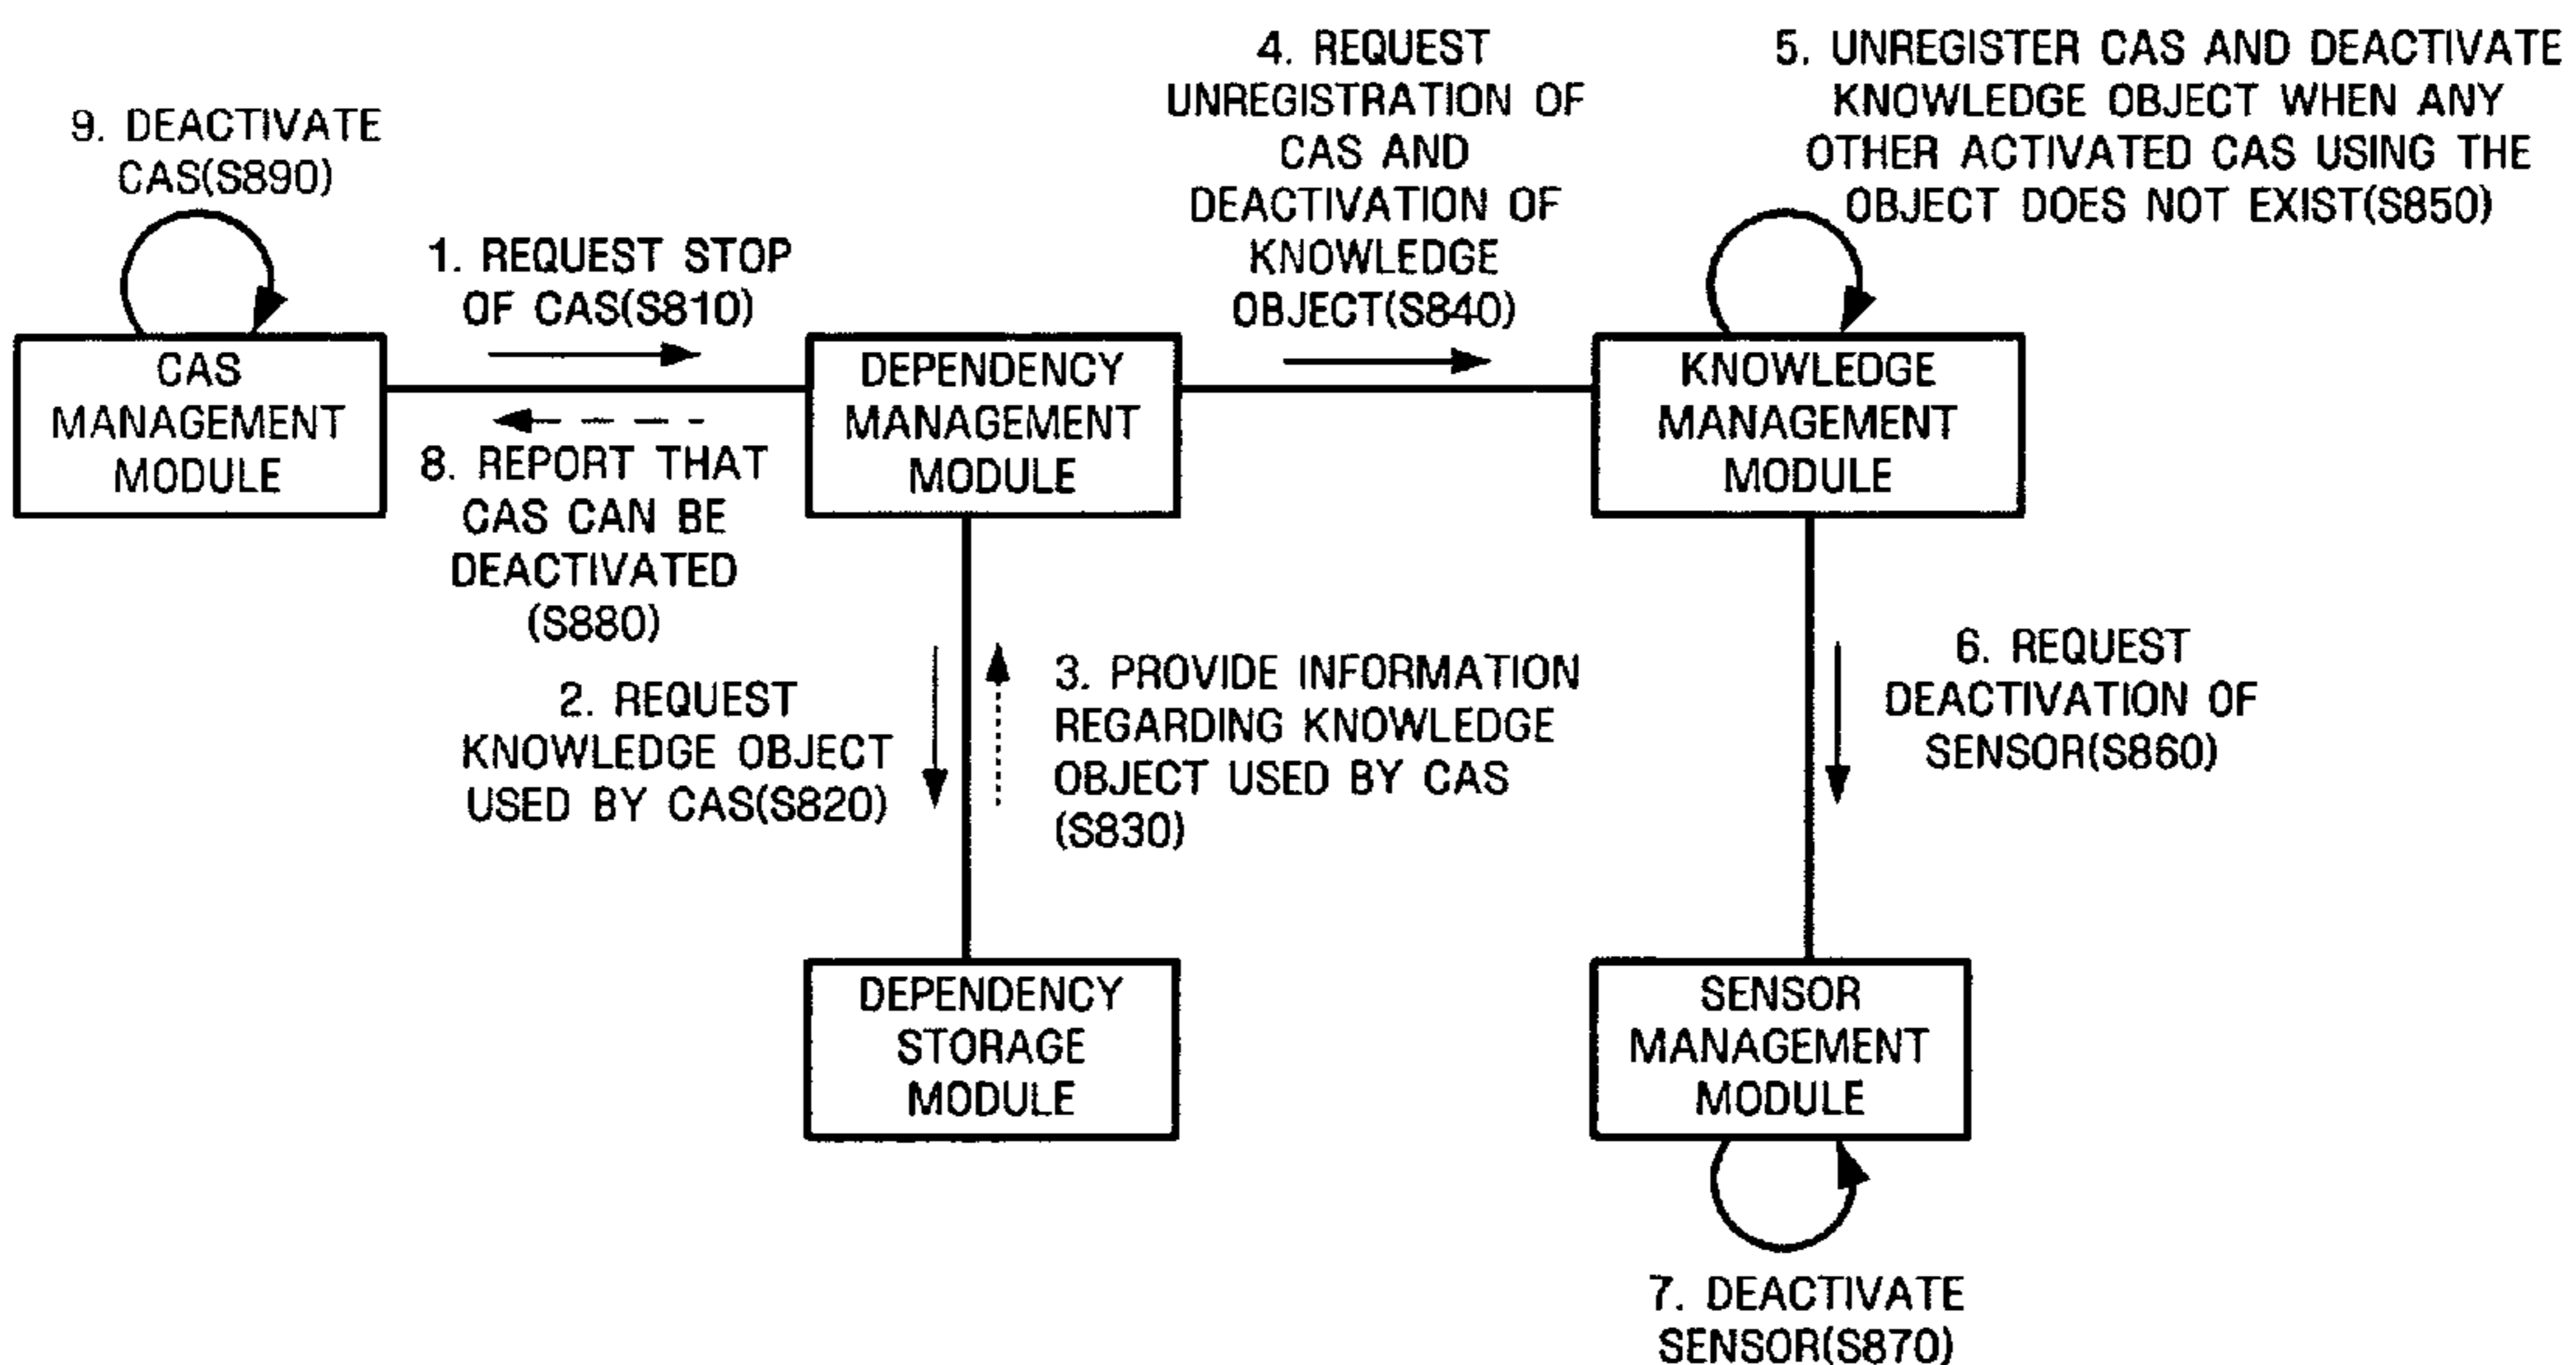 4. REQUEST
UNREGISTRATION OF
CAS AND
DEACTIVATION OF
KNOWLEDGE
OBJECT(S840)
5. UNREGISTER CAS AND DEACTIVATE
KNOWLEDGE OBJECT WHEN ANY
OTHER ACTIVATED CAS USING THE
OBJECT DOES NOT EXIST(S850)
9. DEACTIVATE
CAS(S890)
1. REQUEST STOP
OF CAS(S810)
CAS
MANAGEMENT
MODULE
DEPENDENCY
MANAGEMENT
MODULE
KNOWLEDGE
MANAGEMENT
MODULE
8. REPORT THAT
CAS CAN BE
DEACTIVATED
(S880)
2. REQUEST
KNOWLEDGE OBJECT
USED BY CAS(S820)
3. PROVIDE INFORMATION
REGARDING KNOWLEDGE
OBJECT USED BY CAS
(S830)
6. REQUEST
DEACTIVATION OF
SENSOR(S860)
DEPENDENCY
STORAGE
MODULE
SENSOR
MANAGEMENT
MODULE
7. DEACTIVATE
SENSOR(S870)